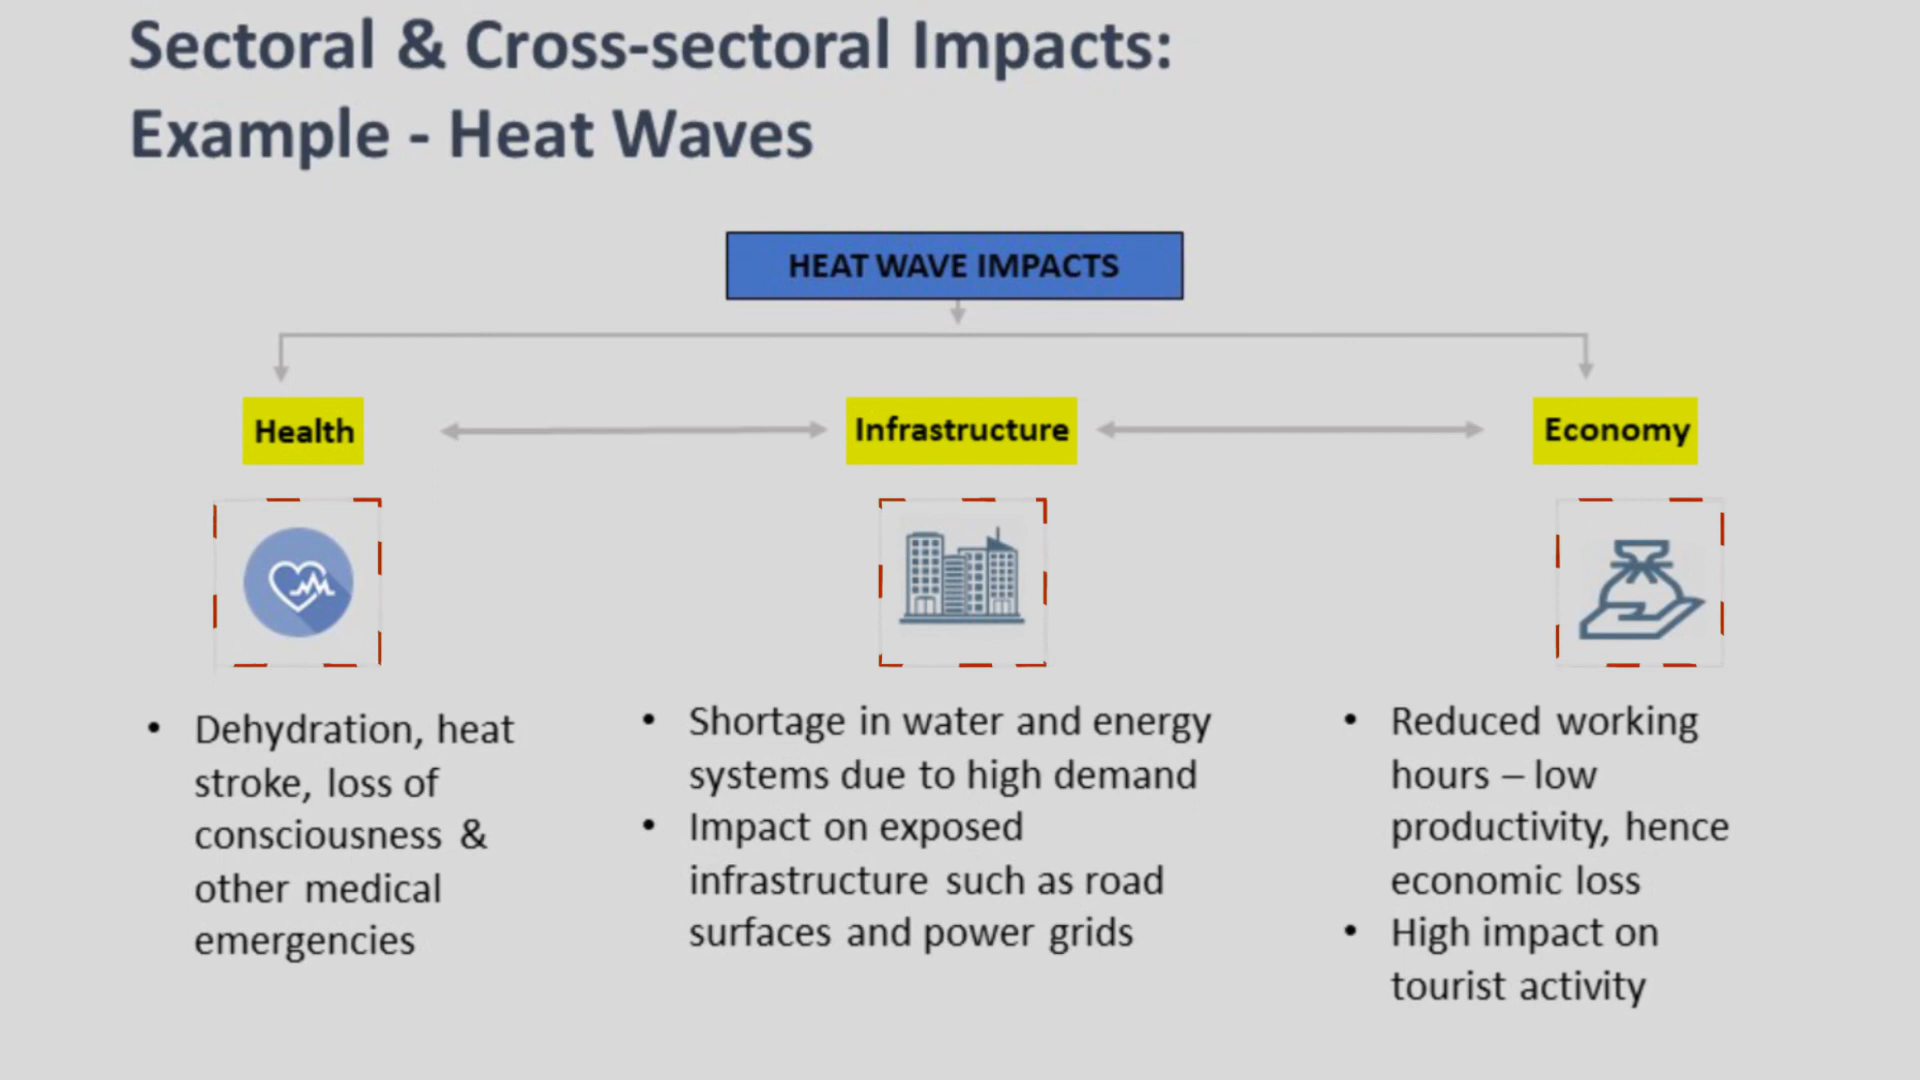 Sectoral & Cross-sectoral Impacts:
Example - Heat Waves
HEAT WAVE IMPACTS
Health
Infrastructure
Economy
• Dehydration, heat
stroke, loss of
consciousness &
other medical
emergencies
• Shortage in water and energy
systems due to high demand
• Impact on exposed
infrastructure such as road
surfaces and power grids
• Reduced working
hours – low
productivity, hence
economic loss
• High impact on
tourist activity